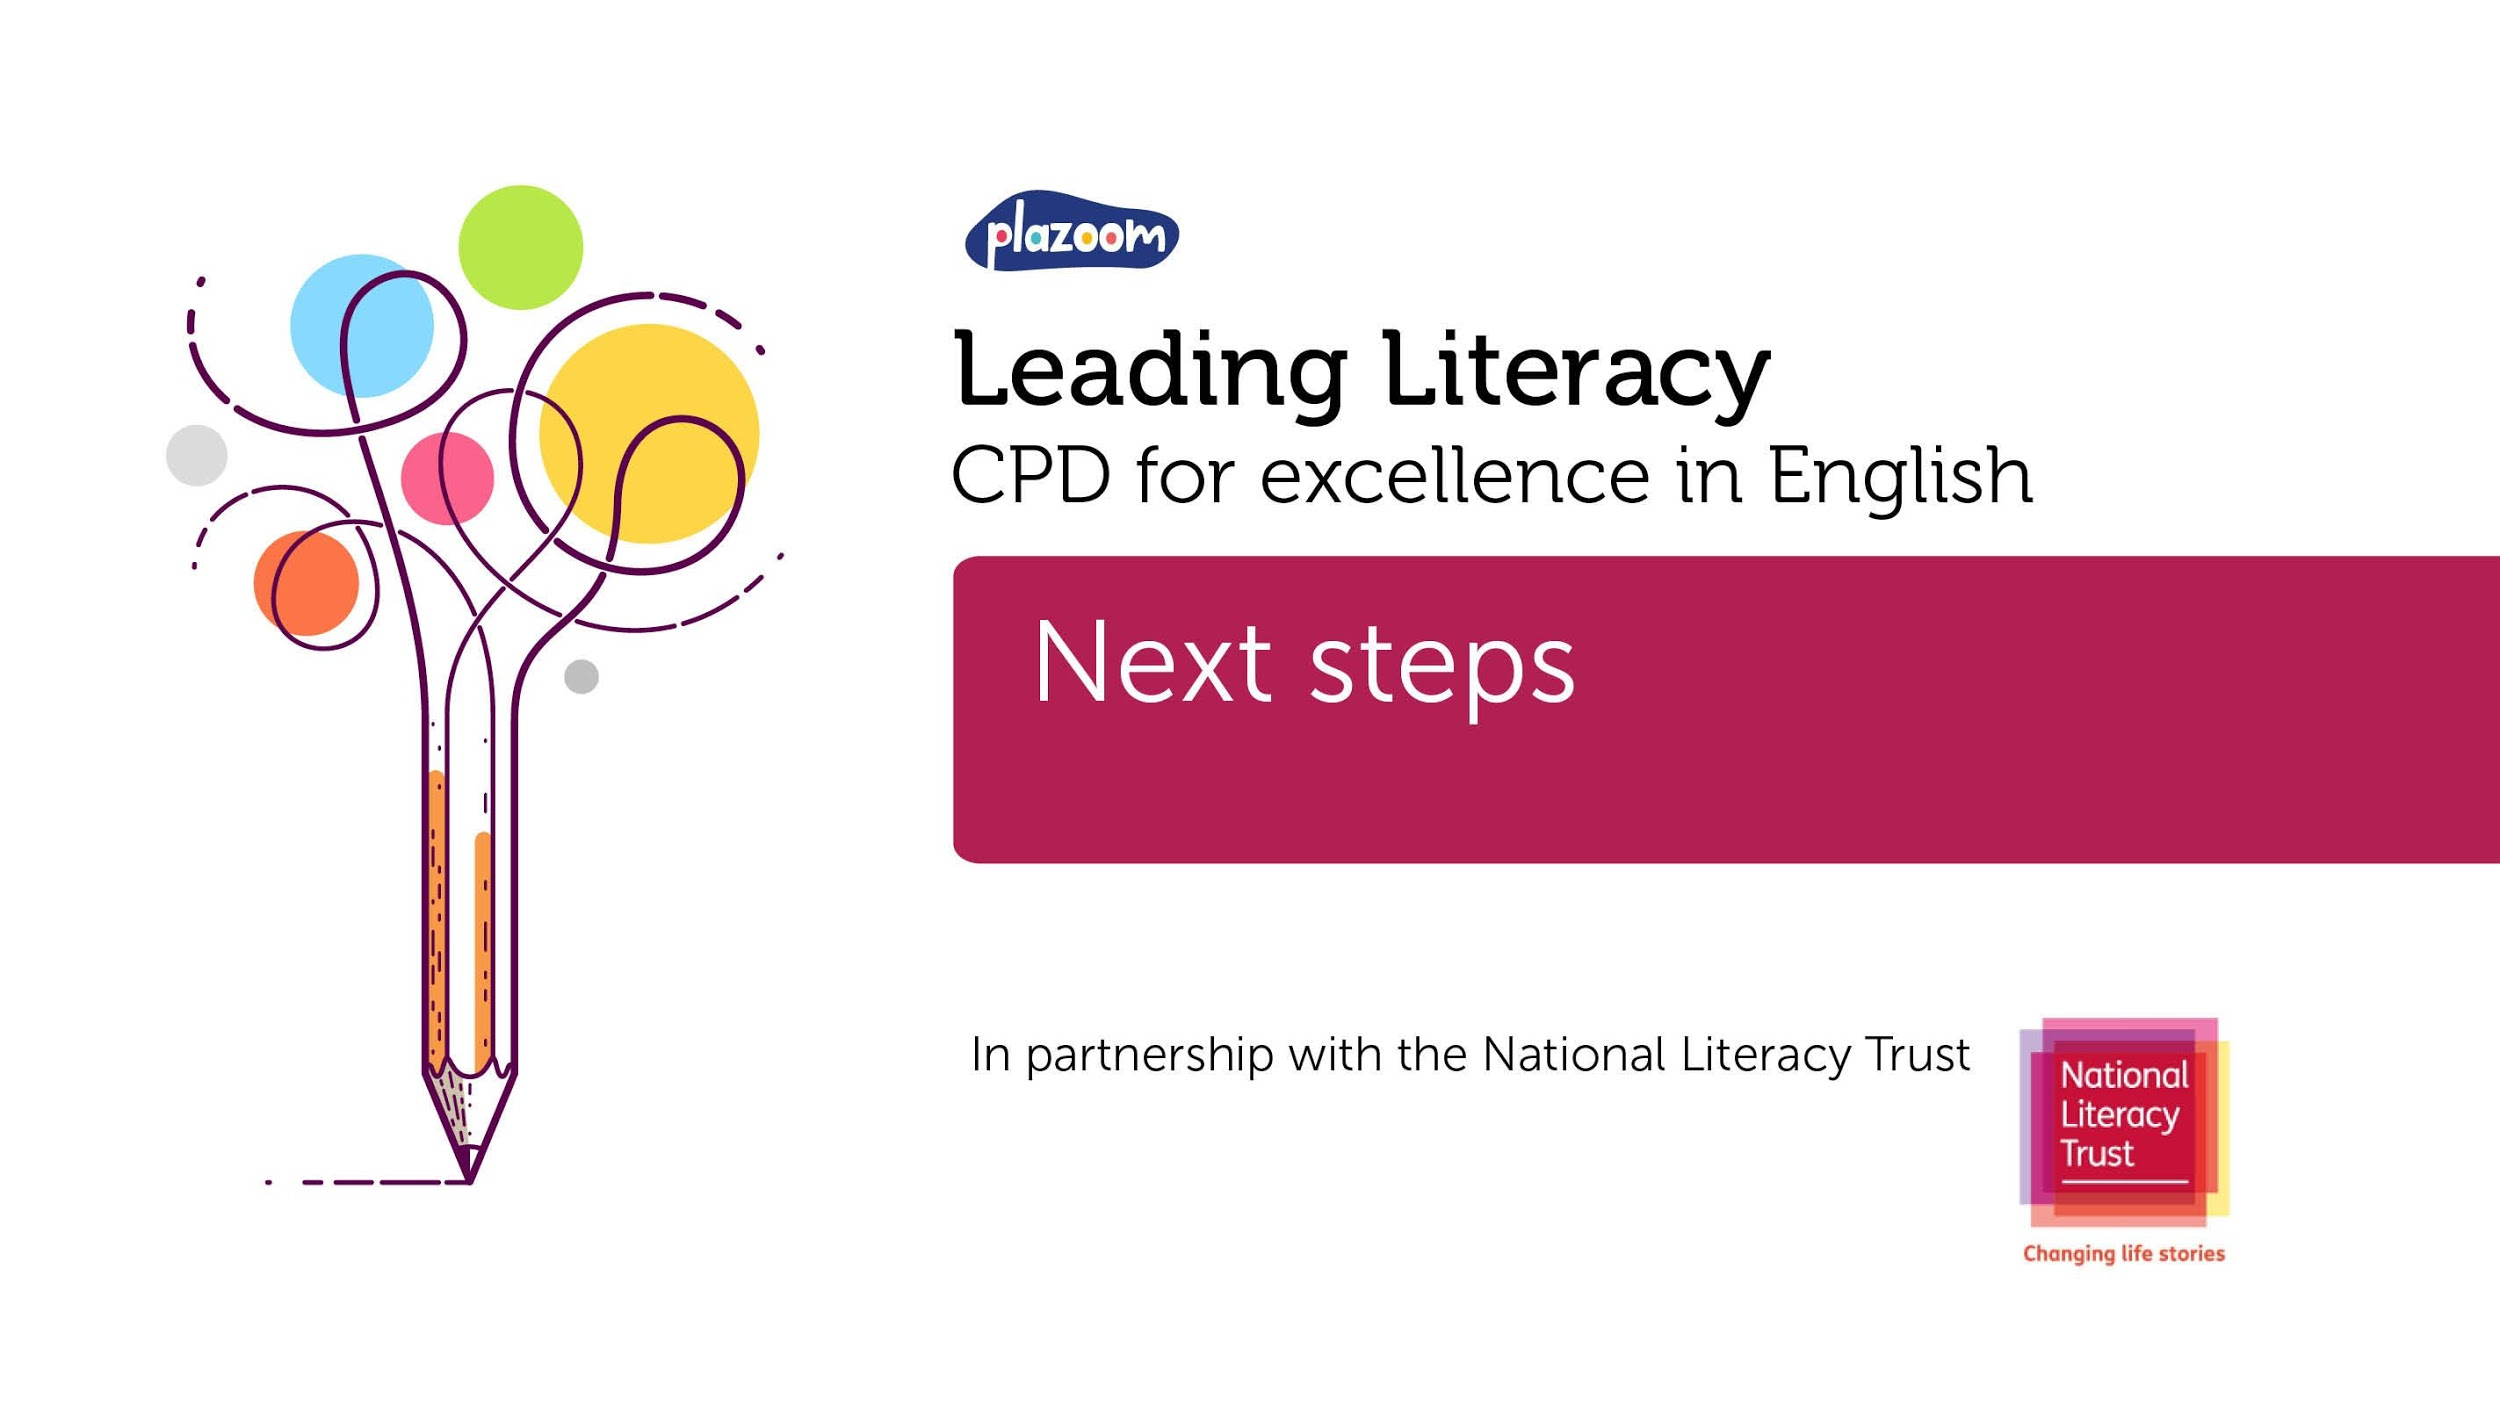 plazoom
Leading Literacy
CPD for excellence in English
Next steps
In partnership with the National Literacy Trust
National
Literacy
Trust
Changing life stories